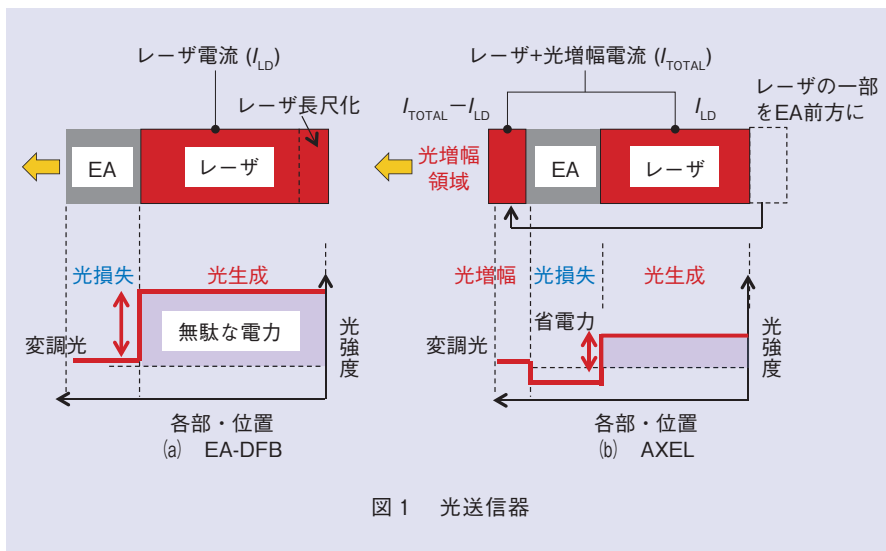 レーザ電流 (I_LD)
レーザ長尺化
EA
レーザ
光損失
光生成
無駄な電力
変調光
光強度
各部・位置
(a) EA-DFB
レーザ+光増幅電流 (I_TOTAL)
I_TOTAL－I_LD
I_LD
レーザの一部
をEA前方に
光増幅
領域
EA
レーザ
光増幅
光損失
光生成
省電力
変調光
光強度
各部・位置
(b) AXEL
図1 光送信器